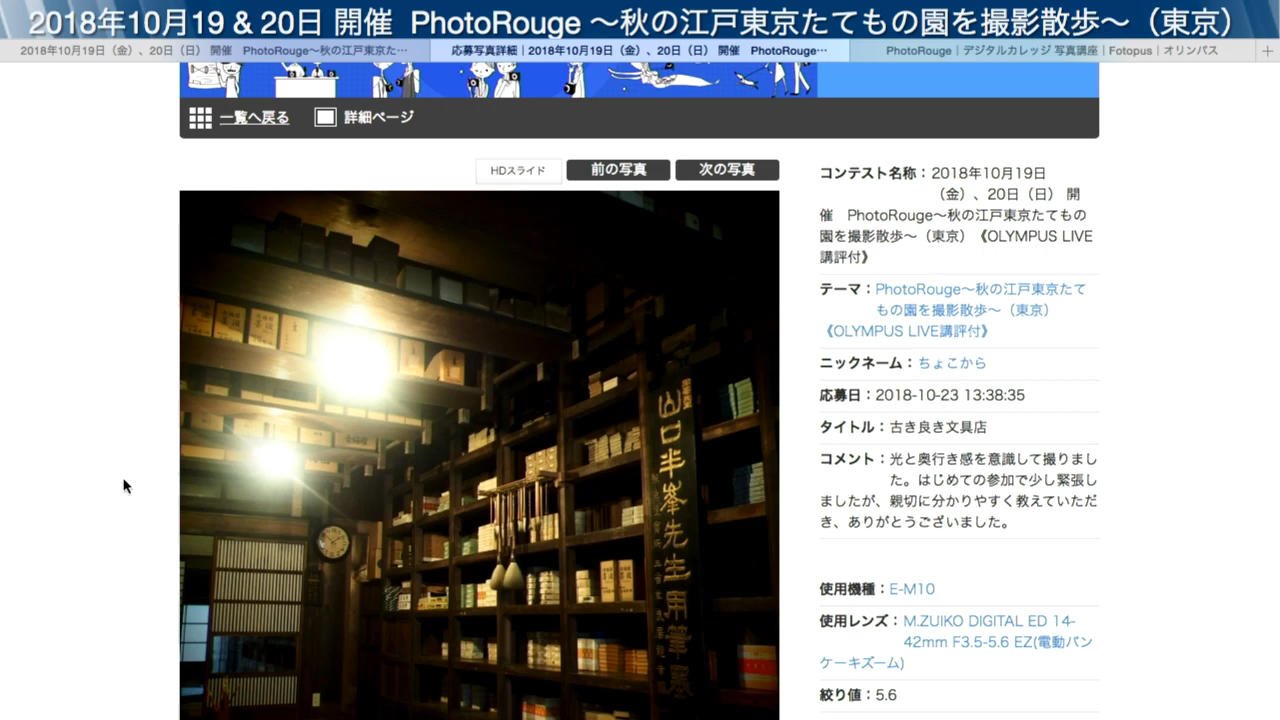 2018年10月19 & 20日 開催 PhotoRouge 〜秋の江戸東京たてもの園を撮影散歩〜（東京）
2018年10月19日（金）、20日（日） 開催 PhotoRouge〜秋の江戸東京た…
応募写真詳細｜2018年10月19日（金）、20日（日） 開催 PhotoRouge…
PhotoRouge｜デジタルカレッジ 写真講座｜Fotopus｜オリンパス
一覧へ戻る
詳細ページ
HDスライド
前の写真
次の写真
山口半峯先生用筆墨
コンテスト名称：2018年10月19日
（金）、20日（日） 開
催 PhotoRouge〜秋の江戸東京たてもの
園を撮影散歩〜（東京）《OLYMPUS LIVE
講評付》
テーマ：PhotoRouge〜秋の江戸東京たて
もの園を撮影散歩〜（東京）
《OLYMPUS LIVE講評付》
ニックネーム：ちょこから
応募日：2018-10-23 13:38:35
タイトル：古き良き文具店
コメント：光と奥行き感を意識して撮りまし
た。はじめての参加で少し緊張し
ましたが、親切に分かりやすく教えていただ
き、ありがとうございました。
使用機種：E-M10
使用レンズ：M.ZUIKO DIGITAL ED 14-
42mm F3.5-5.6 EZ(電動パン
ケーキズーム)
絞り値：5.6